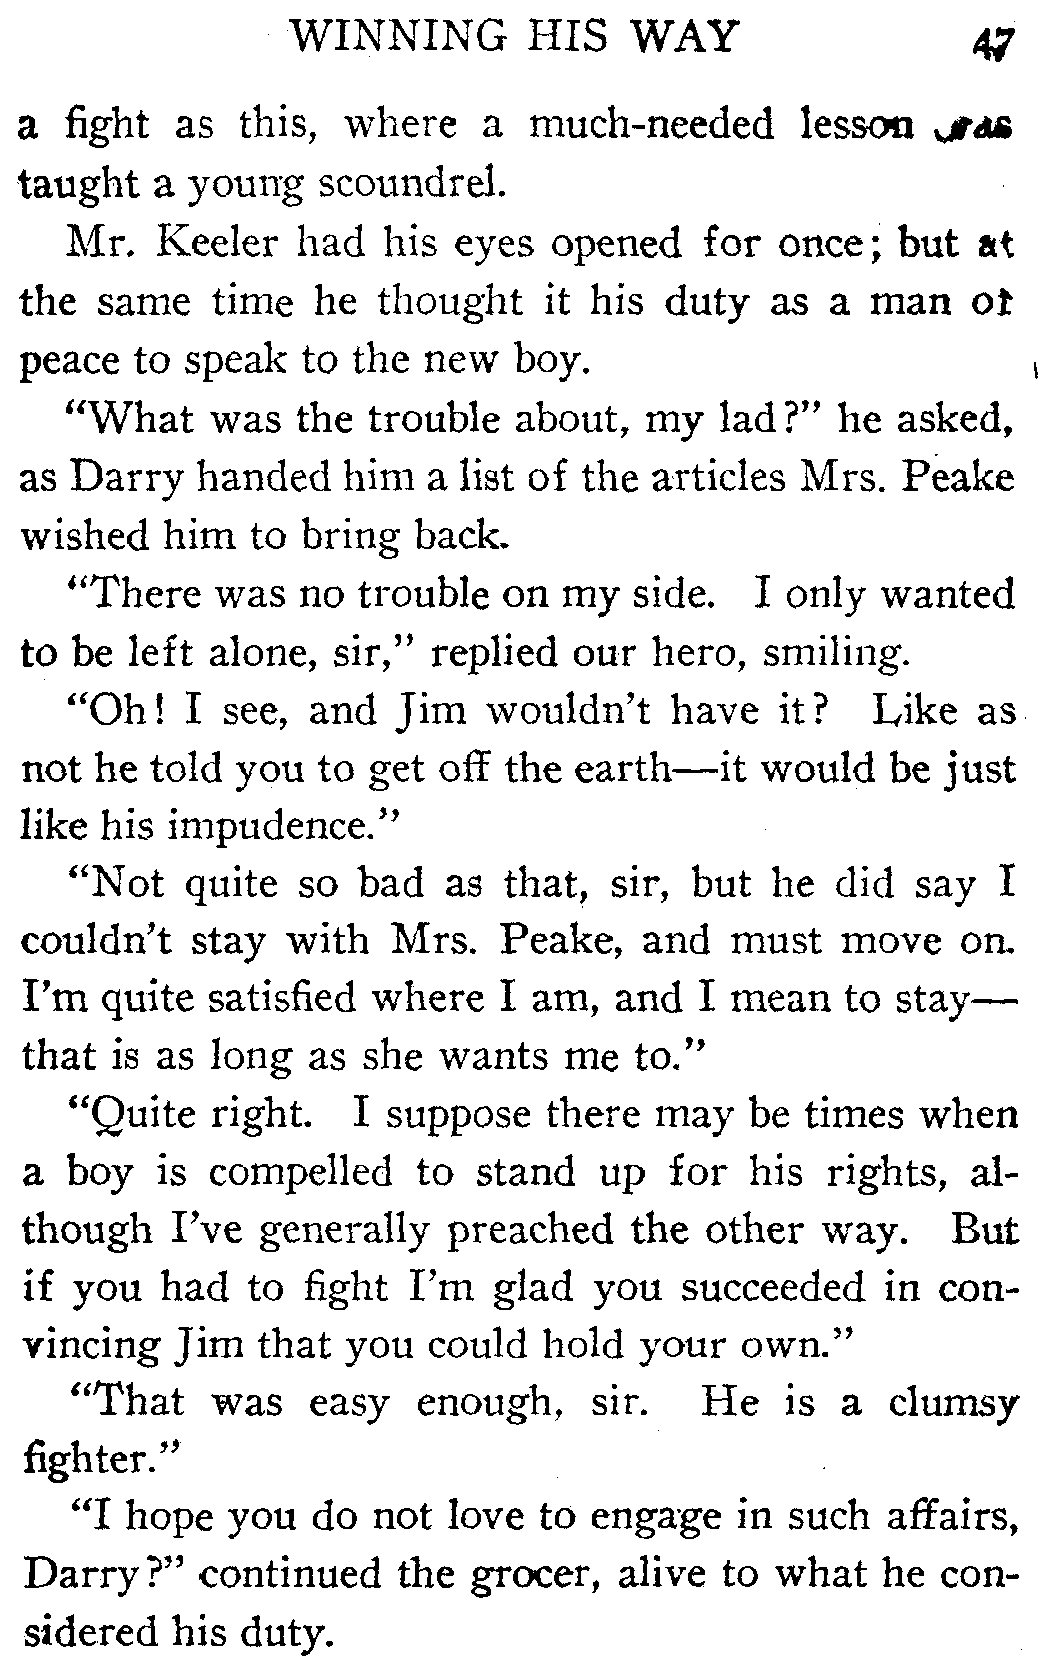 WINNING HIS WAY 47
a fight as this, where a much-needed lesson was
taught a young scoundrel.
Mr. Keeler had his eyes opened for once; but at
the same time he thought it his duty as a man of
peace to speak to the new boy.
"What was the trouble about, my lad?" he asked,
as Darry handed him a list of the articles Mrs. Peake
wished him to bring back.
"There was no trouble on my side. I only wanted
to be left alone, sir," replied our hero, smiling.
"Oh! I see, and Jim wouldn't have it? Like as
not he told you to get off the earth—it would be just
like his impudence."
"Not quite so bad as that, sir, but he did say I
couldn't stay with Mrs. Peake, and must move on.
I'm quite satisfied where I am, and I mean to stay—
that is as long as she wants me to."
"Quite right. I suppose there may be times when
a boy is compelled to stand up for his rights, al-
though I've generally preached the other way. But
if you had to fight I'm glad you succeeded in con-
vincing Jim that you could hold your own."
"That was easy enough, sir. He is a clumsy
fighter."
"I hope you do not love to engage in such affairs,
Darry?" continued the grocer, alive to what he con-
sidered his duty.